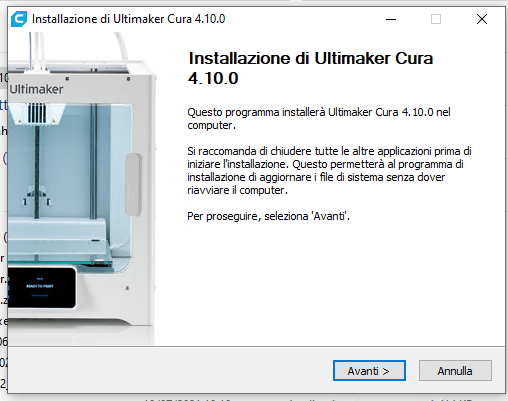 Installazione di Ultimaker Cura 4.10.0
Installazione di Ultimaker Cura
4.10.0
Ultimaker
Questo programma installerà Ultimaker Cura 4.10.0 nel
computer.
Si raccomanda di chiudere tutte le altre applicazioni prima di
iniziare l'installazione. Questo permetterà al programma di
installazione di aggiornare i file di sistema senza dover
riavviare il computer.
Per proseguire, seleziona 'Avanti'.
READY TO PRINT
Avanti >
Annulla